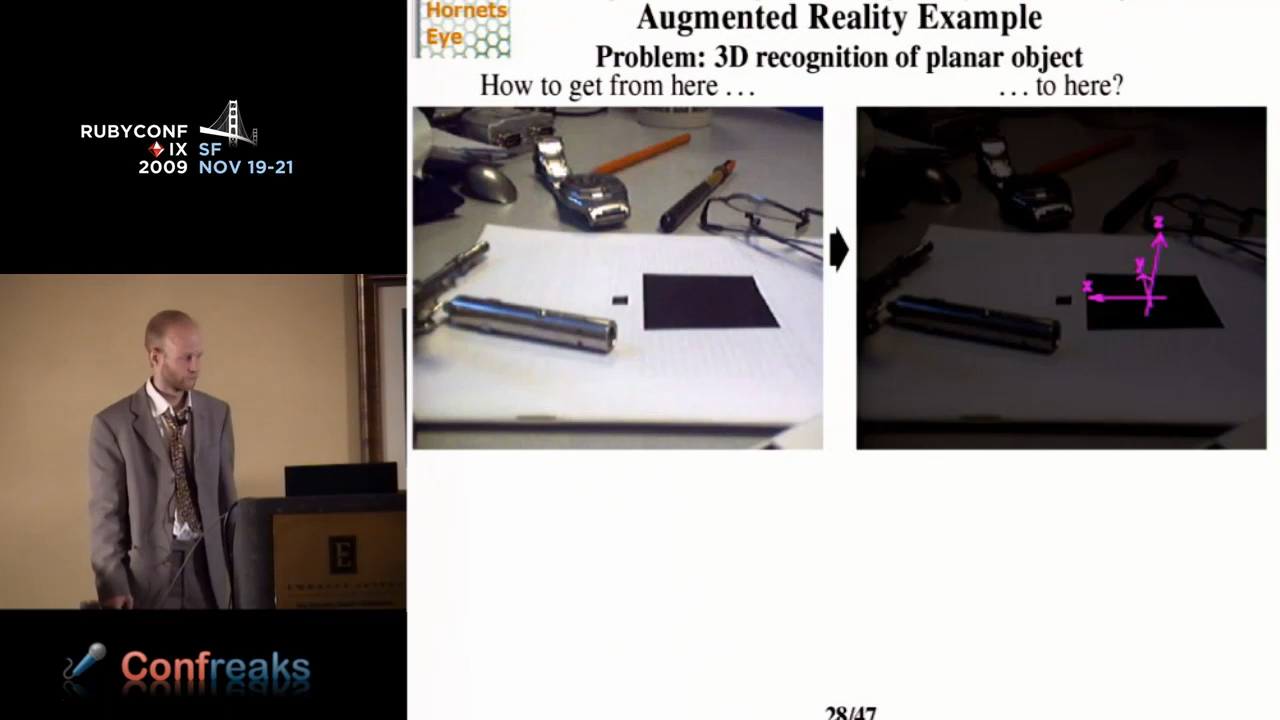 Hornets
Eye
Augmented Reality Example
Problem: 3D recognition of planar object
How to get from here . . .
. . . to here?
RUBYCONF
IX SF
2009 NOV 19-21
z
y
x
E
Confreaks
28/47